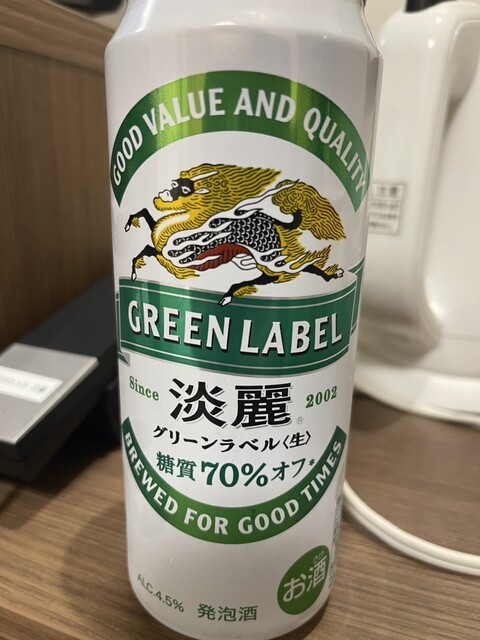 GOOD VALUE AND QUALITY
GREEN LABEL
Since 2002
淡麗®
グリーンラベル〈生〉
糖質70%オフ*
BREWED FOR GOOD TIMES
ALC.4.5% 発泡酒
お酒